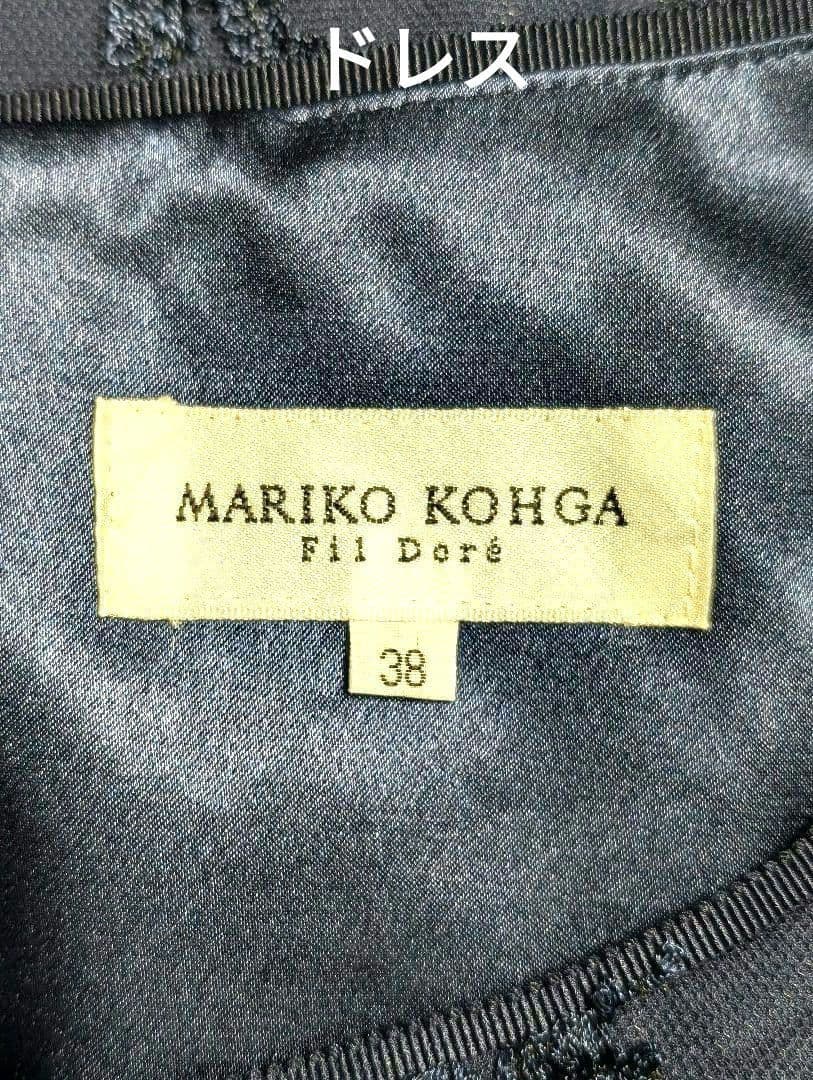 ドレス
MARIKO KOHGA
Fil Doré
38